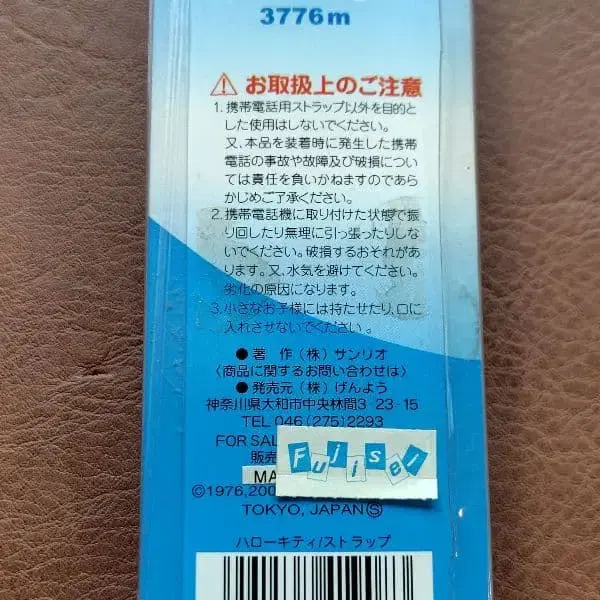 3776m
⚠ お取扱上のご注意
1. 携帯電話用ストラップ以外を目的と
した使用はしないでください。
又、本品を装着時に発生した携帯
電話の事故や故障及び破損につい
ては責任を負いかねますのであら
かじめご了承ください。
2. 携帯電話機に取り付けた状態で振
り回したり無理に引っ張ったりしな
いでください。破損するおそれがあ
ります。又、水気を避けてください。
劣化の原因になります。
3. 小さなお子様には持たせたり、口に
入れさせないでください。
● 著 作 (株) サンリオ
〈商品に関するお問い合わせは〉
● 発売元 (株) げんよう
神奈川県大和市中央林間3-23-15
TEL 046(275)2293
FOR SAL
販売
Fujisei
MA
©1976, 200
TOKYO, JAPAN Ⓢ
ハローキティ/ストラップ